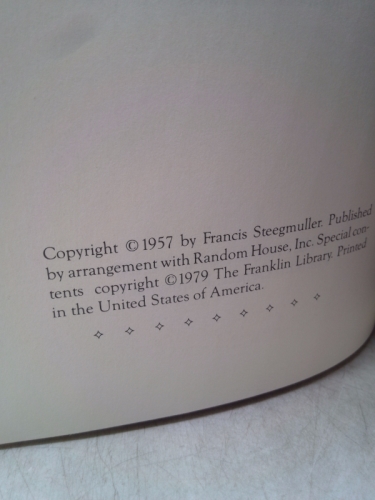 Copyright ©1957 by Francis Steegmuller. Published
by arrangement with Random House, Inc. Special con-
tents copyright ©1979 The Franklin Library. Printed
in the United States of America.